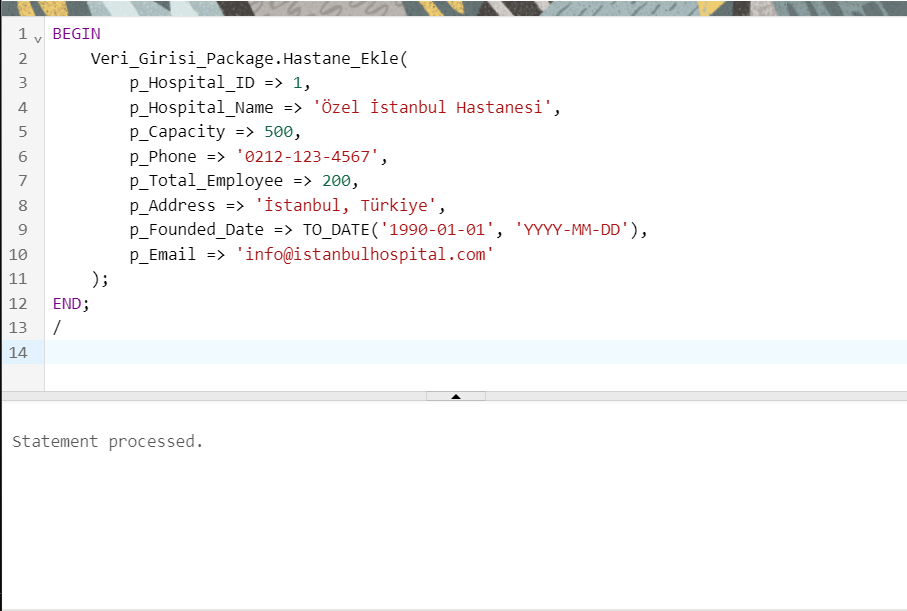 1 BEGIN
2 Veri_Girisi_Package.Hastane_Ekle(
3 p_Hospital_ID => 1,
4 p_Hospital_Name => 'Özel İstanbul Hastanesi',
5 p_Capacity => 500,
6 p_Phone => '0212-123-4567',
7 p_Total_Employee => 200,
8 p_Address => 'İstanbul, Türkiye',
9 p_Founded_Date => TO_DATE('1990-01-01', 'YYYY-MM-DD'),
10 p_Email => 'info@istanbulhospital.com'
11 );
12 END;
13 /
14
Statement processed.